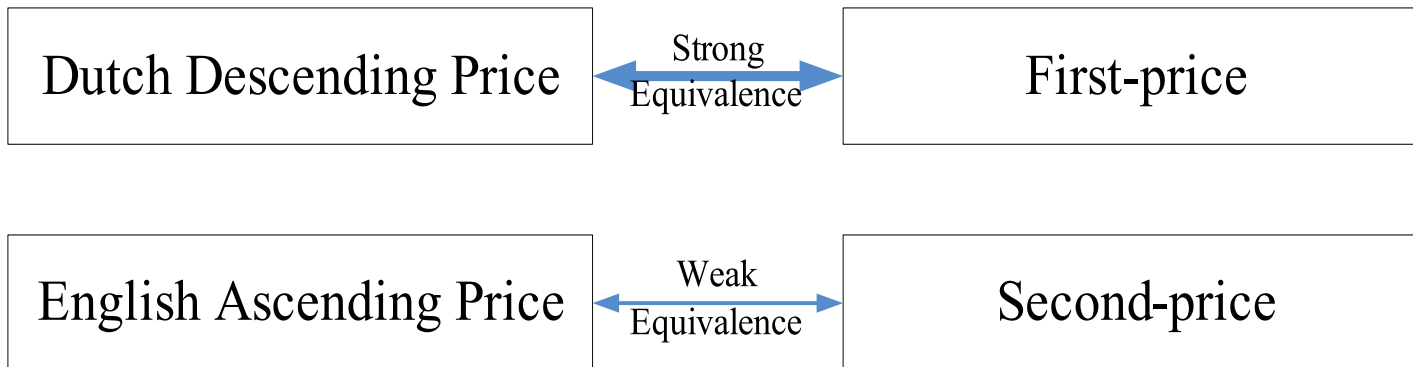 Dutch Descending Price
Strong
Equivalence
First-price
English Ascending Price
Weak
Equivalence
Second-price